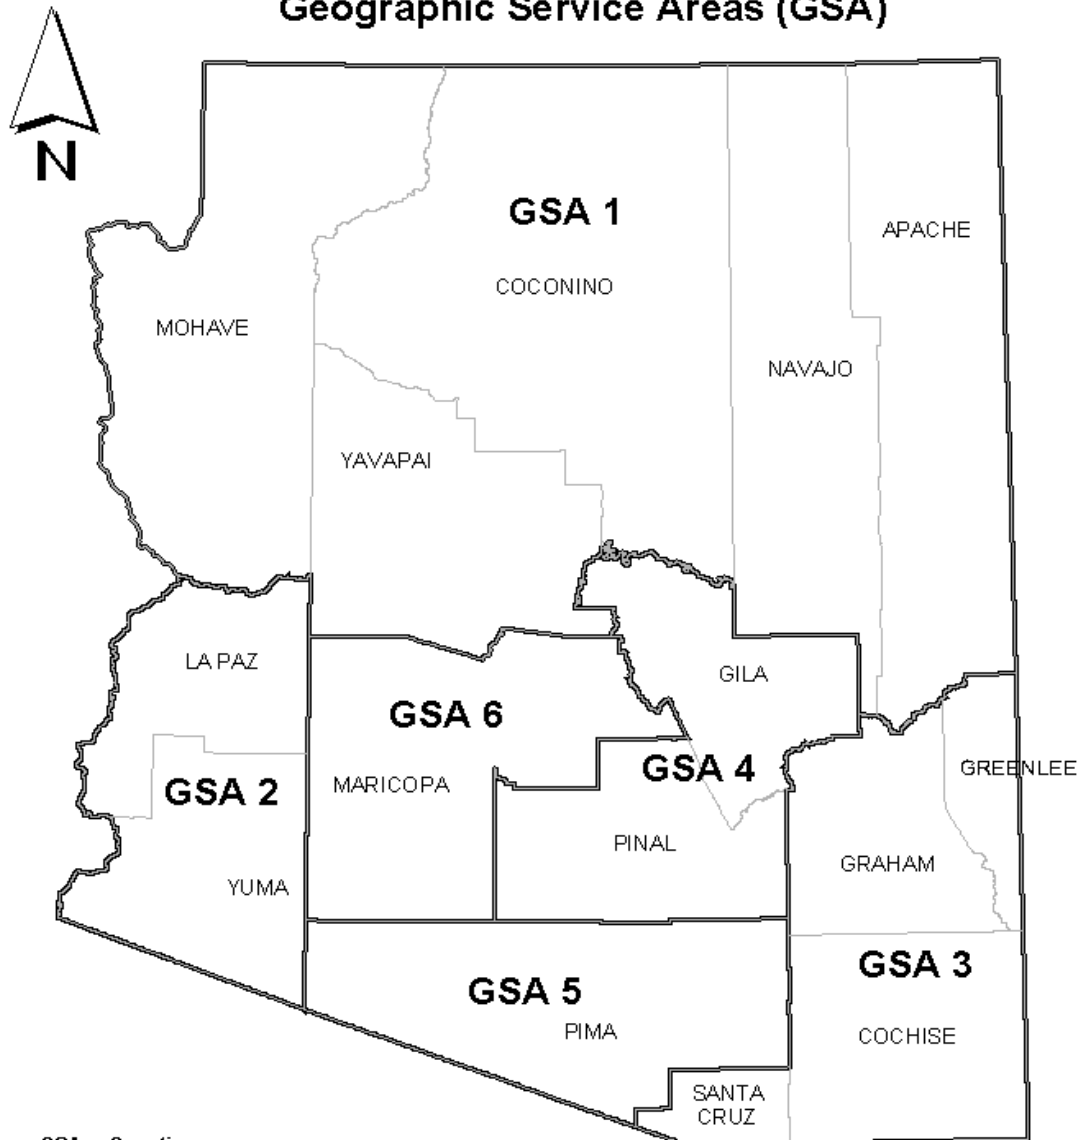 Geographic Service Areas (GSA)
N
GSA 1
APACHE
COCONINO
MOHAVE
NAVAJO
YAVAPAI
LA PAZ
GILA
GSA 6
GSA 4
GREENLEE
MARICOPA
GSA 2
PINAL
GRAHAM
YUMA
GSA 3
GSA 5
PIMA
COCHISE
SANTA
CRUZ